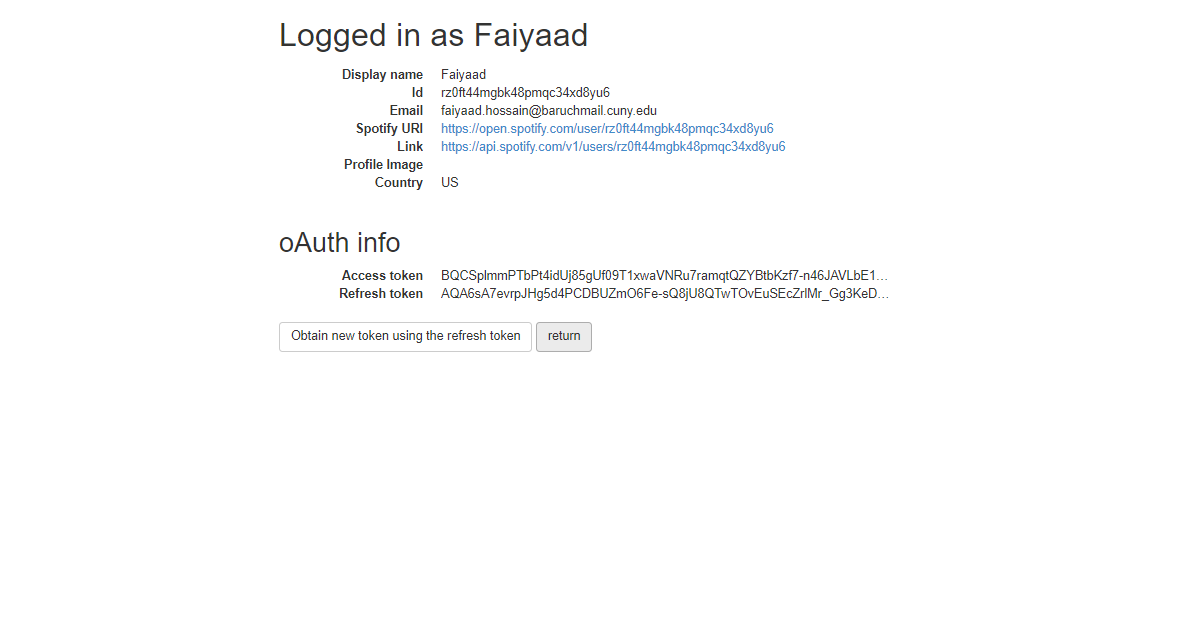 Logged in as Faiyaad
Display name Faiyaad
Id rz0ft44mgbk48pmqc34xd8yu6
Email faiyaad.hossain@baruchmail.cuny.edu
Spotify URI https://open.spotify.com/user/rz0ft44mgbk48pmqc34xd8yu6
Link https://api.spotify.com/v1/users/rz0ft44mgbk48pmqc34xd8yu6
Profile Image
Country US
oAuth info
Access token BQCSplmmPTbPt4idUj85gUf09T1xwaVNRu7ramqtQZYBtbKzf7-n46JAVLbE1…
Refresh token AQA6sA7evrpJHg5d4PCDBUZmO6Fe-sQ8jU8QTwTOvEuSEcZrlMr_Gg3KeD…
Obtain new token using the refresh token return